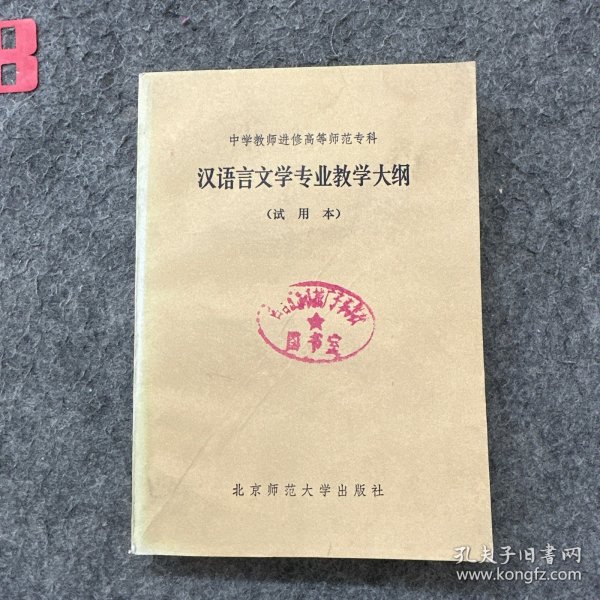 8
中学教师进修高等师范专科
汉语言文学专业教学大纲
（试 用 本）
图书室
北京师范大学出版社
孔夫子旧書网
www.kongfz.com